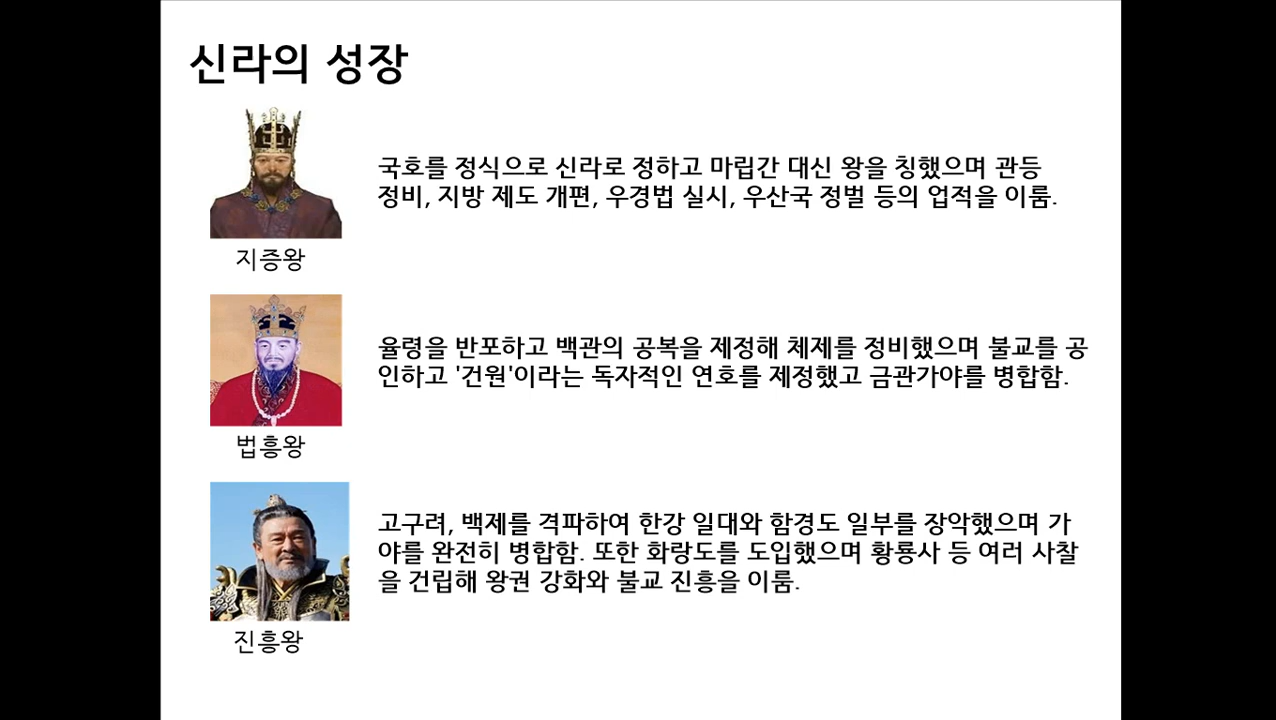 신라의 성장
국호를 정식으로 신라로 정하고 마립간 대신 왕을 칭했으며 관등
정비, 지방 제도 개편, 우경법 실시, 우산국 정벌 등의 업적을 이룸.
지증왕
율령을 반포하고 백관의 공복을 제정해 체제를 정비했으며 불교를 공
인하고 '건원'이라는 독자적인 연호를 제정했고 금관가야를 병합함.
법흥왕
고구려, 백제를 격파하여 한강 일대와 함경도 일부를 장악했으며 가
야를 완전히 병합함. 또한 화랑도를 도입했으며 황룡사 등 여러 사찰
을 건립해 왕권 강화와 불교 진흥을 이룸.
진흥왕